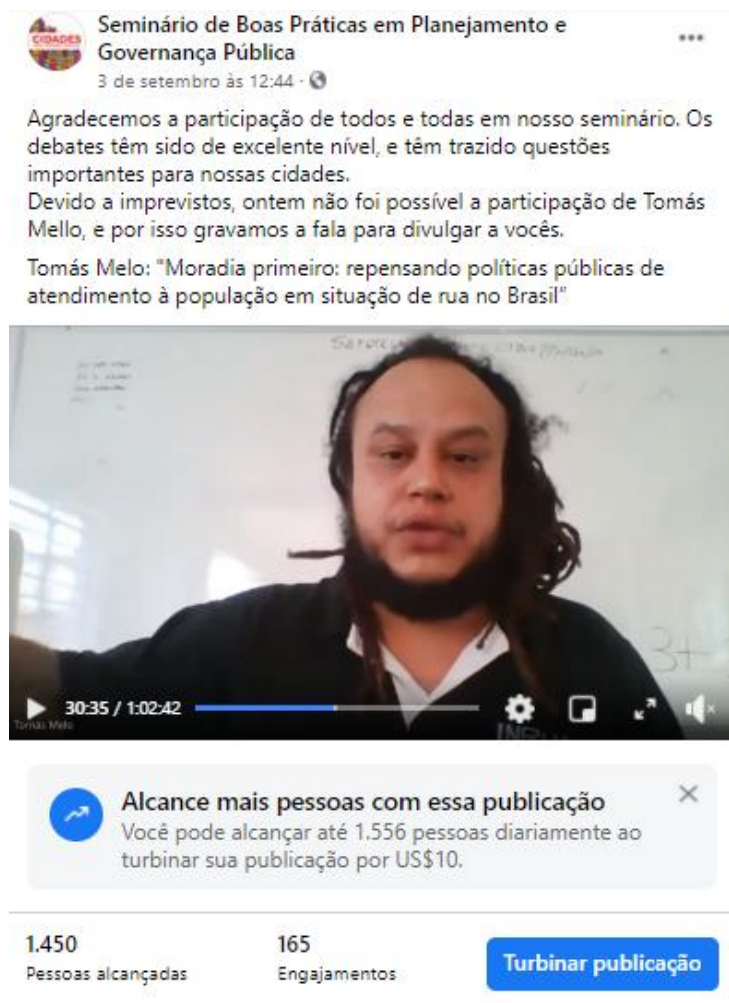 CIDADES
Seminário de Boas Práticas em Planejamento e
Governança Pública
3 de setembro às 12:44 ·
Agradecemos a participação de todos e todas em nosso seminário. Os
debates têm sido de excelente nível, e têm trazido questões
importantes para nossas cidades.
Devido a imprevistos, ontem não foi possível a participação de Tomás
Mello, e por isso gravamos a fala para divulgar a vocês.
Tomás Melo: "Moradia primeiro: repensando políticas públicas de
atendimento à população em situação de rua no Brasil"
3+
30:35 / 1:02:42
Tomás Melo
Alcance mais pessoas com essa publicação
Você pode alcançar até 1.556 pessoas diariamente ao
turbinar sua publicação por US$10.
1.450
Pessoas alcançadas
165
Engajamentos
Turbinar publicação